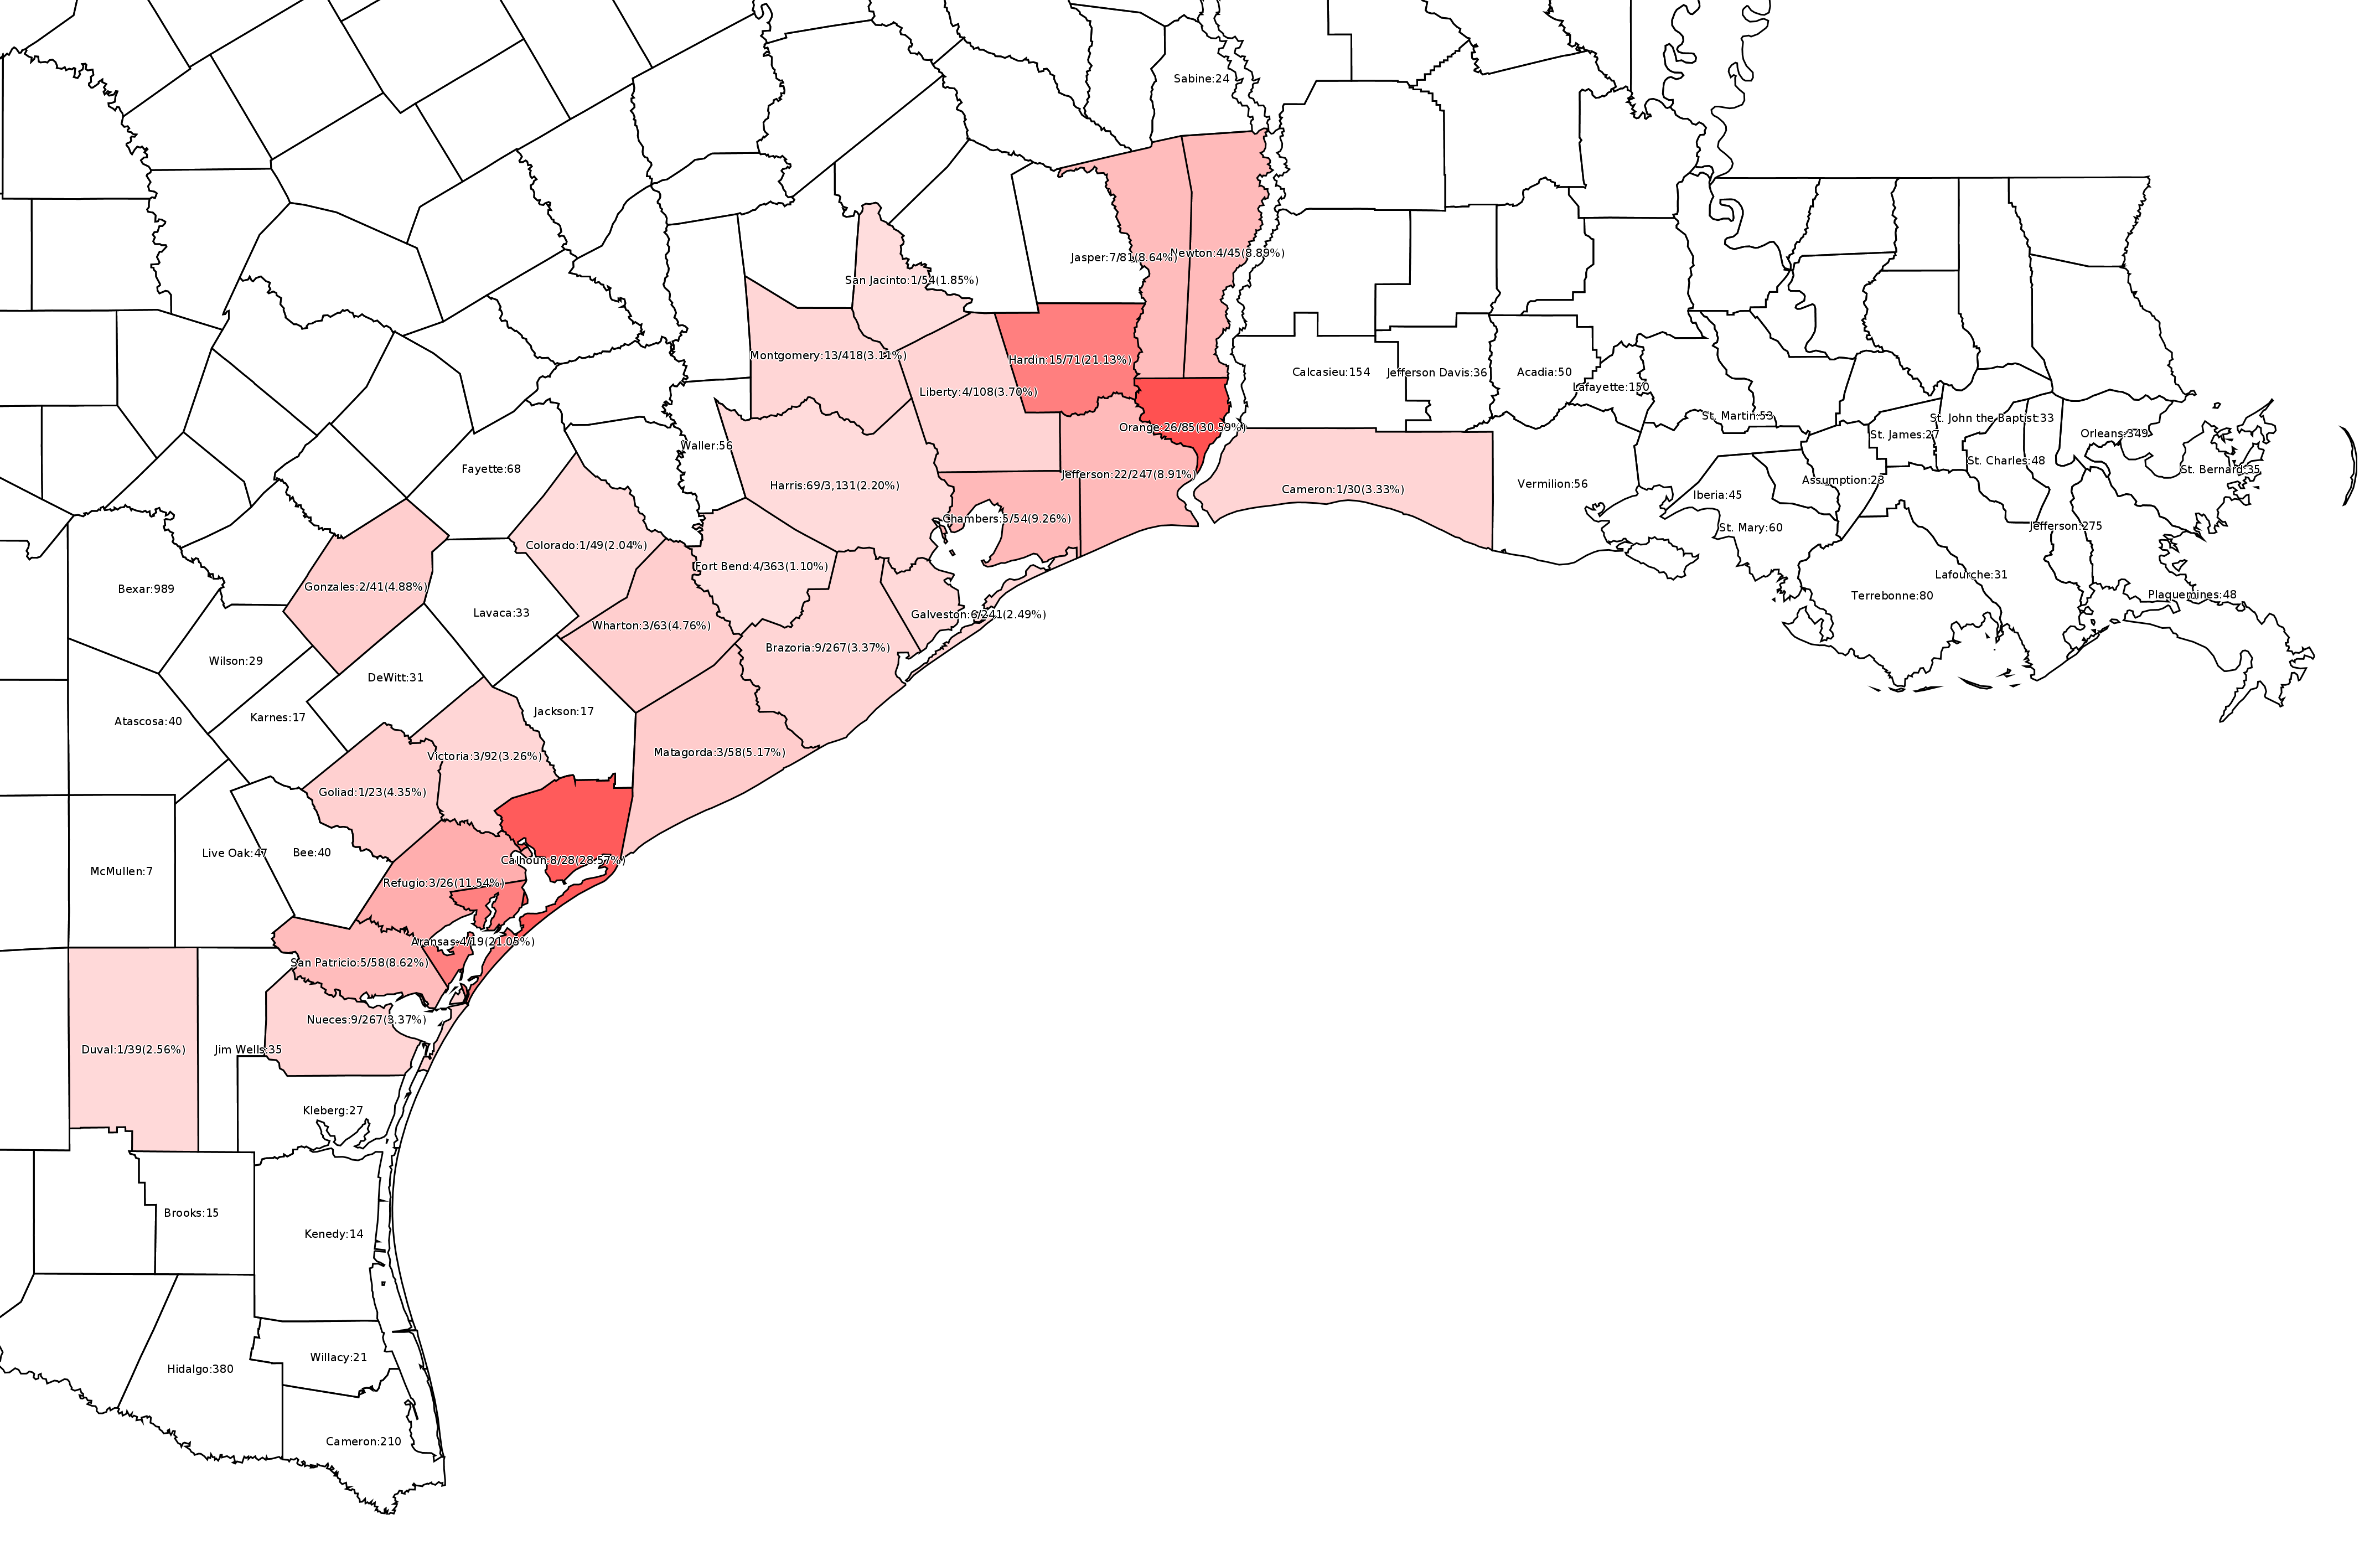 Sabine:24
Jasper:7/81(8.64%)
Newton:4/45(8.89%)
San Jacinto:1/54(1.85%)
Montgomery:13/418(3.11%)
Hardin:15/71(21.13%)
Calcasieu:154
Jefferson Davis:36
Acadia:50
Lafayette:150
Liberty:4/108(3.70%)
St. Martin:53
St. John the Baptist:33
Orange:26/85(30.59%)
St. James:27
Orleans:349
Waller:56
Fayette:68
St. Charles:48
St. Bernard:35
Jefferson:22/247(8.91%)
Assumption:23
Harris:69/3,131(2.20%)
Cameron:1/30(3.33%)
Vermilion:56
Iberia:45
Chambers:5/54(9.26%)
St. Mary:60
Jefferson:275
Colorado:1/49(2.04%)
Fort Bend:4/363(1.10%)
Lafourche:31
Bexar:989
Gonzales:2/41(4.88%)
Terrebonne:80
Plaquemines:48
Lavaca:33
Galveston:6/241(2.49%)
Wharton:3/63(4.76%)
Brazoria:9/267(3.37%)
Wilson:29
DeWitt:31
Jackson:17
Karnes:17
Atascosa:40
Matagorda:3/58(5.17%)
Victoria:3/92(3.26%)
Goliad:1/23(4.35%)
Live Oak:47
Bee:40
Calhoun:8/28(28.57%)
McMullen:7
Refugio:3/26(11.54%)
Aransas:4/19(21.05%)
San Patricio:5/58(8.62%)
Nueces:9/267(3.37%)
Duval:1/39(2.56%)
Jim Wells:35
Kleberg:27
Brooks:15
Kenedy:14
Willacy:21
Hidalgo:380
Cameron:210